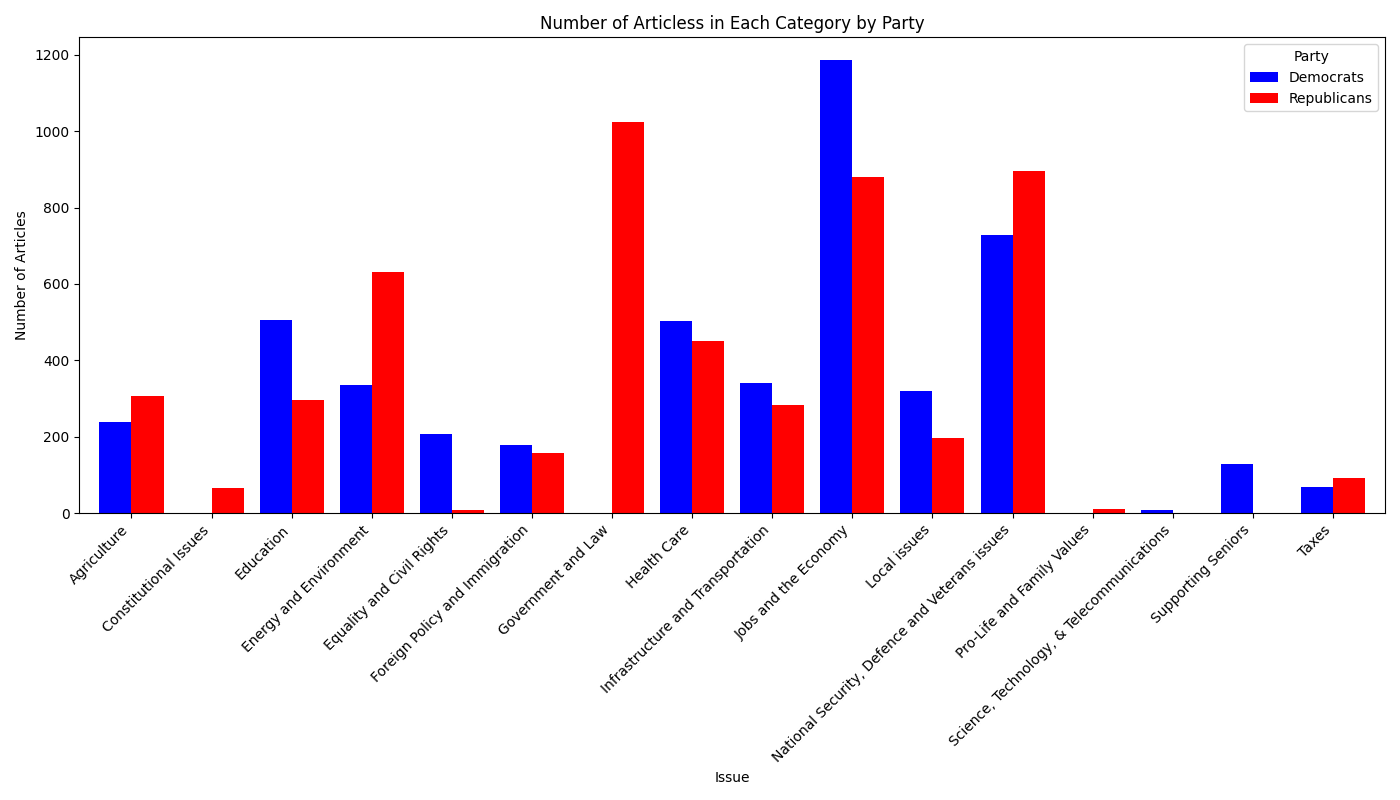 Number of Articless in Each Category by Party
Party
Democrats
Republicans
1200
1000
800
600
400
200
0
Number of Articles
Agriculture
Constitutional Issues
Education
Energy and Environment
Equality and Civil Rights
Foreign Policy and Immigration
Government and Law
Health Care
Infrastructure and Transportation
Jobs and the Economy
Local issues
National Security, Defence and Veterans issues
Pro-Life and Family Values
Science, Technology, & Telecommunications
Supporting Seniors
Taxes
Issue